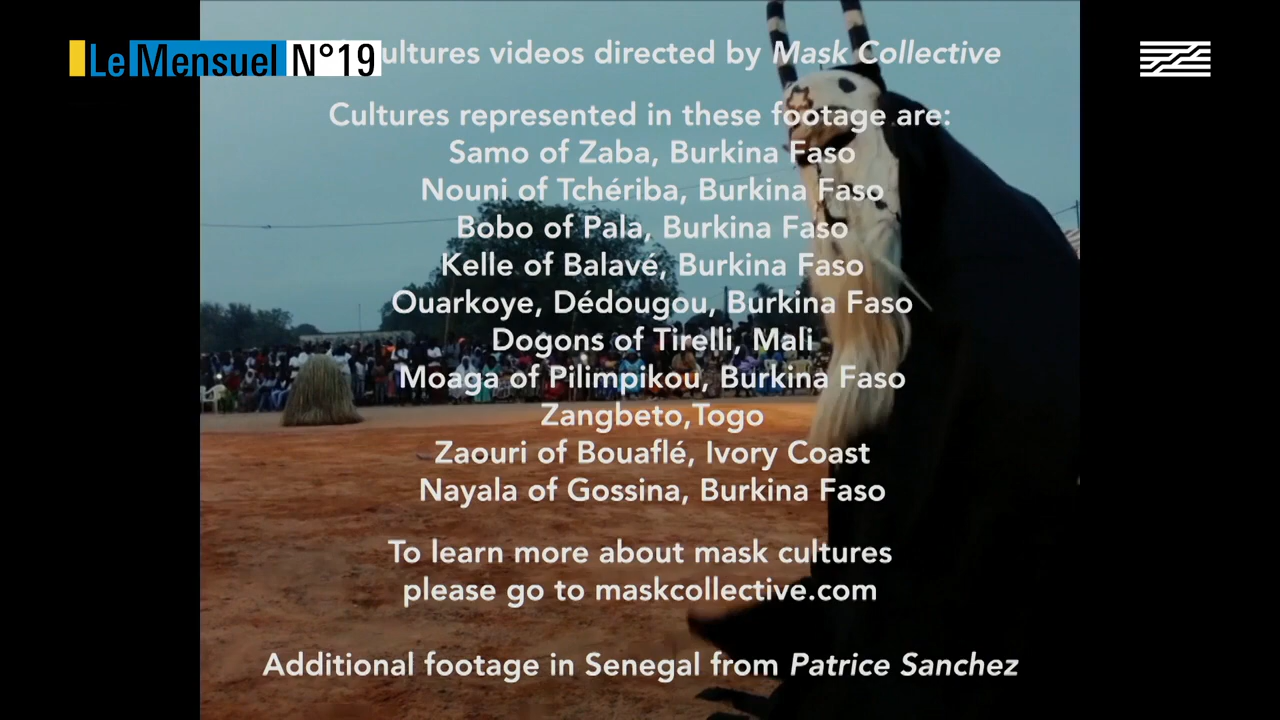 Le Mensuel N°19
ultures videos directed by Mask Collective
Cultures represented in these footage are:
Samo of Zaba, Burkina Faso
Nouni of Tchériba, Burkina Faso
Bobo of Pala, Burkina Faso
Kelle of Balavé, Burkina Faso
Ouarkoye, Dédougou, Burkina Faso
Dogons of Tirelli, Mali
Moaga of Pilimpikou, Burkina Faso
Zangbeto,Togo
Zaouri of Bouaflé, Ivory Coast
Nayala of Gossina, Burkina Faso
To learn more about mask cultures
please go to maskcollective.com
Additional footage in Senegal from Patrice Sanchez